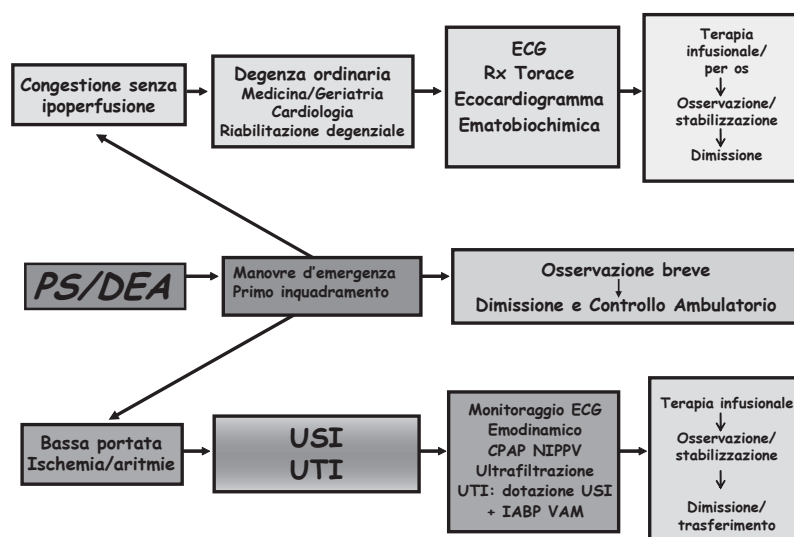 Congestione senza
ipoperfusione
Degenza ordinaria
Medicina/Geriatria
Cardiologia
Riabilitazione degenziale
ECG
Rx Torace
Ecocardiogramma
Ematobiochimica
Terapia
infusionale/
per os
Osservazione/
stabilizzazione
Dimissione
PS/DEA
Manovre d'emergenza
Primo inquadramento
Osservazione breve
Dimissione e Controllo Ambulatorio
Bassa portata
Ischemia/aritmie
USI
UTI
Monitoraggio ECG
Emodinamico
CPAP NIPPV
Ultrafiltrazione
UTI: dotazione USI
+ IABP VAM
Terapia infusionale
Osservazione/
stabilizzazione
Dimissione/
trasferimento